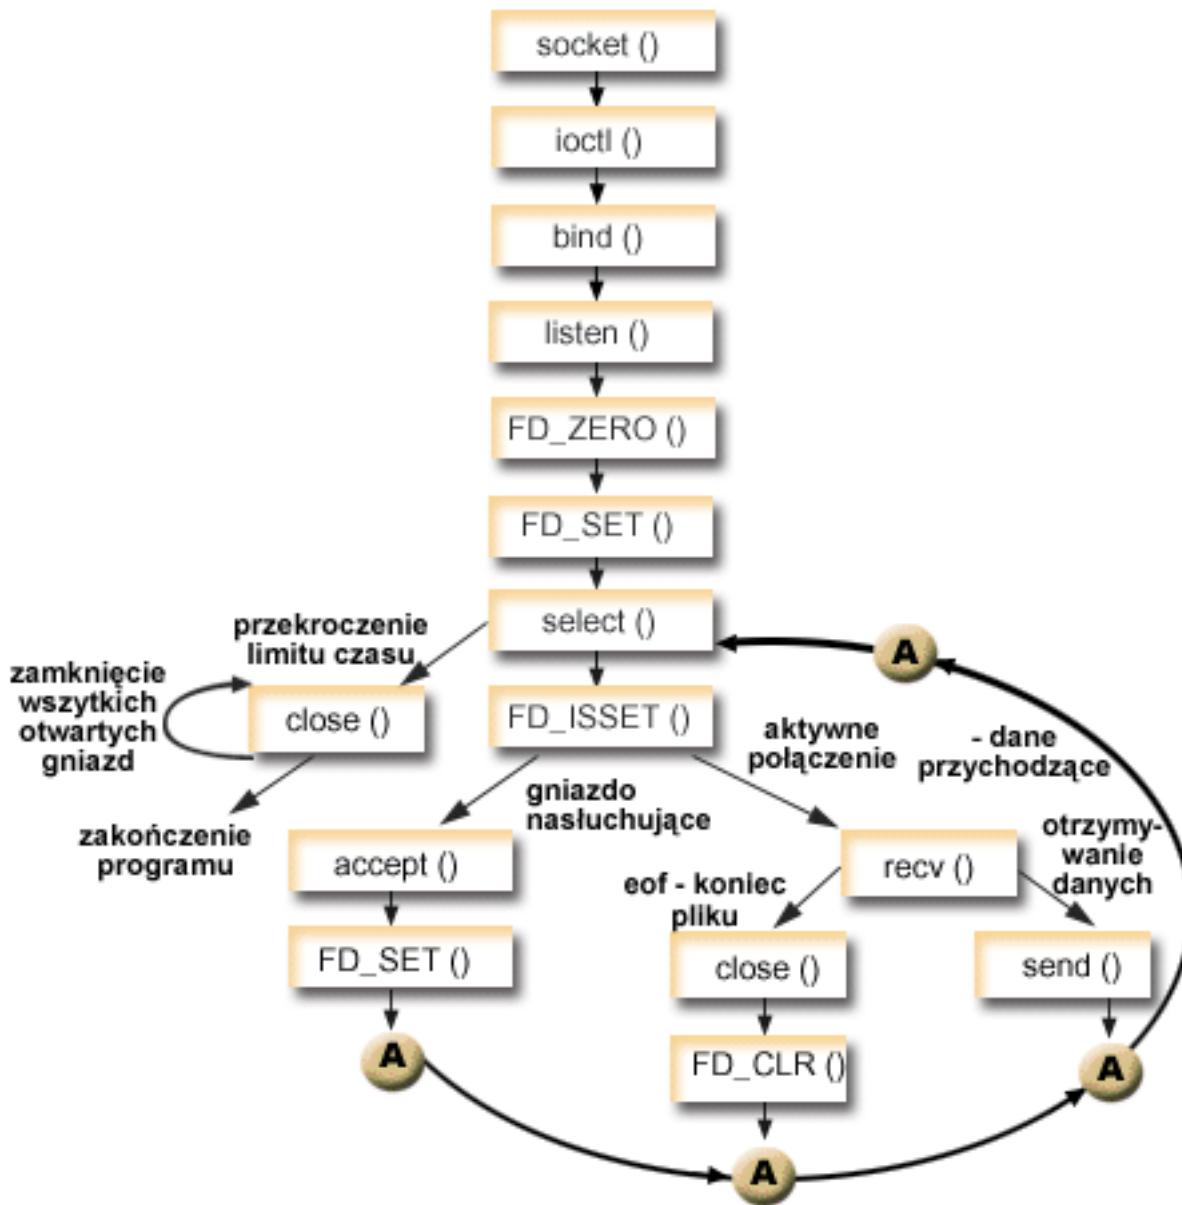 socket ()
ioctl ()
bind ()
listen ()
FD_ZERO ()
FD_SET ()
select ()
przekroczenie
limitu czasu
zamknięcie
wszytkich
otwartych
gniazd
close ()
zakończenie
programu
FD_ISSET ()
gniazdo
nasłuchujące
aktywne
połączenie
A
- dane
przychodzące
accept ()
FD_SET ()
A
recv ()
eof - koniec
pliku
otrzymy-
wanie
danych
close ()
send ()
FD_CLR ()
A
A